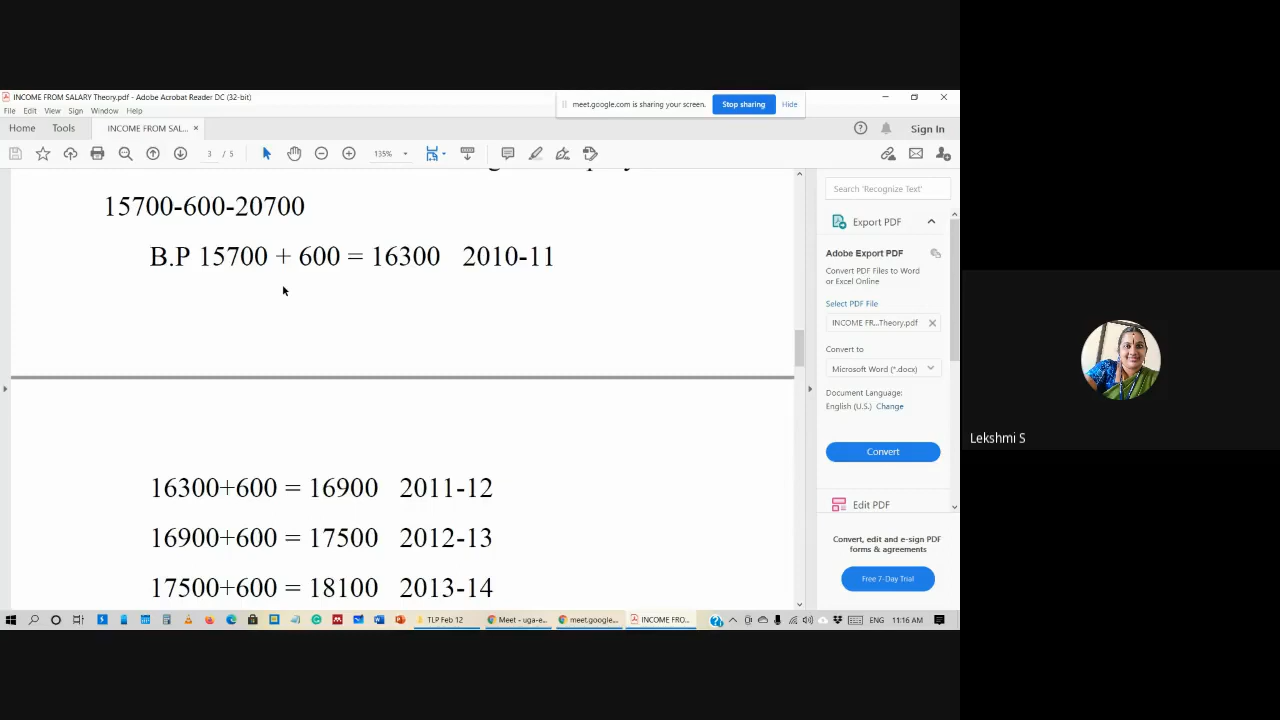 INCOME FROM SALARY Theory.pdf - Adobe Acrobat Reader DC (32-bit)
meet.google.com is sharing your screen. Stop sharing Hide
File Edit View Sign Window Help
Home Tools INCOME FROM SAL... × Sign In
3 / 5 135%
15700-600-20700
B.P 15700 + 600 = 16300 2010-11
16300+600 = 16900 2011-12
16900+600 = 17500 2012-13
17500+600 = 18100 2013-14
Search 'Recognize Text'
Export PDF
Adobe Export PDF
Convert PDF Files to Word
or Excel Online
Select PDF File
INCOME FR...Theory.pdf
Convert to
Microsoft Word (*.docx)
Document Language:
English (U.S.) Change
Convert
Edit PDF
Convert, edit and e-sign PDF
forms & agreements
Free 7-Day Trial
Lekshmi S
TLP Feb 12 Meet - uga-e... meet.google... INCOME FRO... ENG 11:16 AM